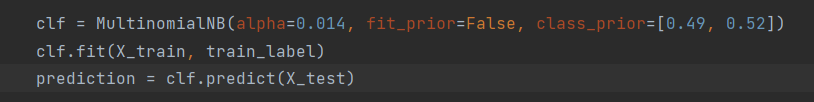 clf = MultinomialNB(alpha=0.014, fit_prior=False, class_prior=[0.49, 0.52])
clf.fit(X_train, train_label)
prediction = clf.predict(X_test)